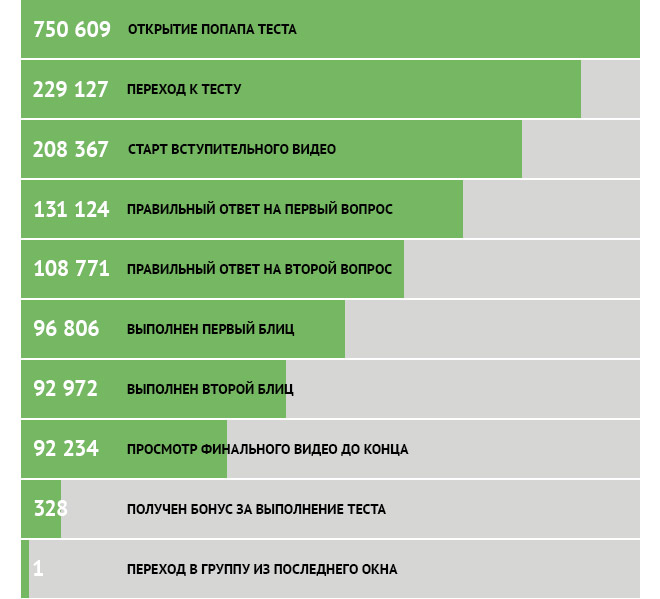 750 609 ОТКРЫТИЕ ПОПАПА ТЕСТА
229 127 ПЕРЕХОД К ТЕСТУ
208 367 СТАРТ ВСТУПИТЕЛЬНОГО ВИДЕО
131 124 ПРАВИЛЬНЫЙ ОТВЕТ НА ПЕРВЫЙ ВОПРОС
108 771 ПРАВИЛЬНЫЙ ОТВЕТ НА ВТОРОЙ ВОПРОС
96 806 ВЫПОЛНЕН ПЕРВЫЙ БЛИЦ
92 972 ВЫПОЛНЕН ВТОРОЙ БЛИЦ
92 234 ПРОСМОТР ФИНАЛЬНОГО ВИДЕО ДО КОНЦА
328 ПОЛУЧЕН БОНУС ЗА ВЫПОЛНЕНИЕ ТЕСТА
1 ПЕРЕХОД В ГРУППУ ИЗ ПОСЛЕДНЕГО ОКНА